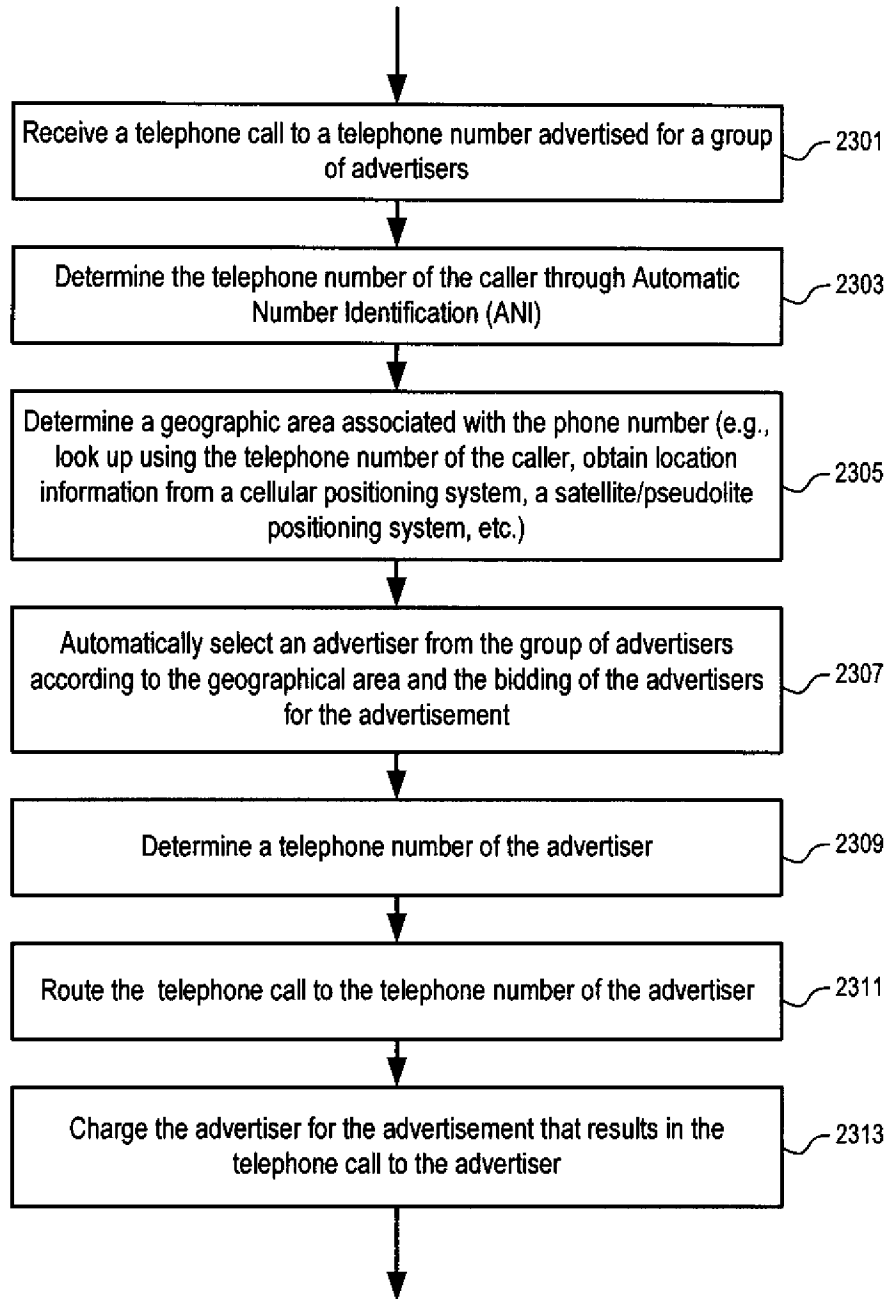 Receive a telephone call to a telephone number advertised for a group
of advertisers
2301
Determine the telephone number of the caller through Automatic
Number Identification (ANI)
2303
Determine a geographic area associated with the phone number (e.g.,
look up using the telephone number of the caller, obtain location
information from a cellular positioning system, a satellite/pseudolite
positioning system, etc.)
2305
Automatically select an advertiser from the group of advertisers
according to the geographical area and the bidding of the advertisers
for the advertisement
2307
Determine a telephone number of the advertiser
2309
Route the telephone call to the telephone number of the advertiser
2311
Charge the advertiser for the advertisement that results in the
telephone call to the advertiser
2313